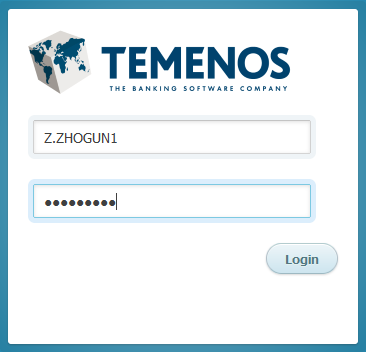 TEMENOS
THE BANKING SOFTWARE COMPANY
Z.ZHOGUN1
●●●●●●●●●
Login